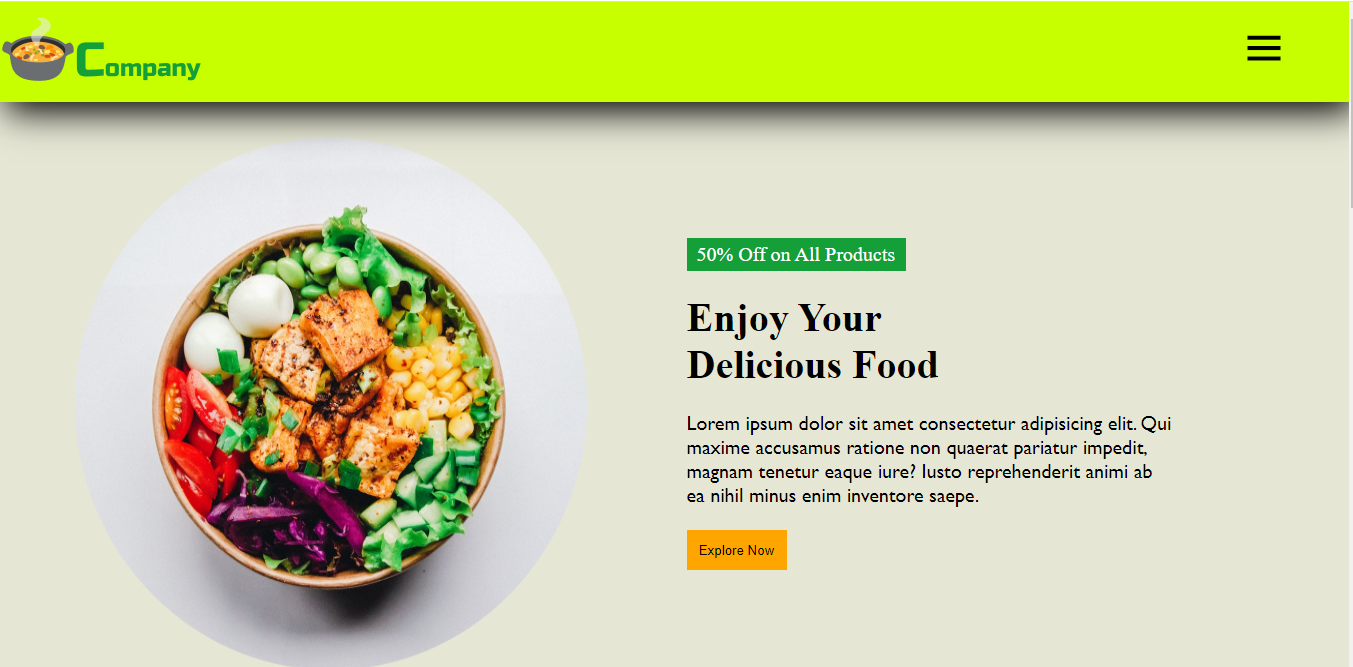 Company
50% Off on All Products
Enjoy Your
Delicious Food
Lorem ipsum dolor sit amet consectetur adipisicing elit. Qui
maxime accusamus ratione non quaerat pariatur impedit,
magnam tenetur eaque iure? Iusto reprehenderit animi ab
ea nihil minus enim inventore saepe.
Explore Now